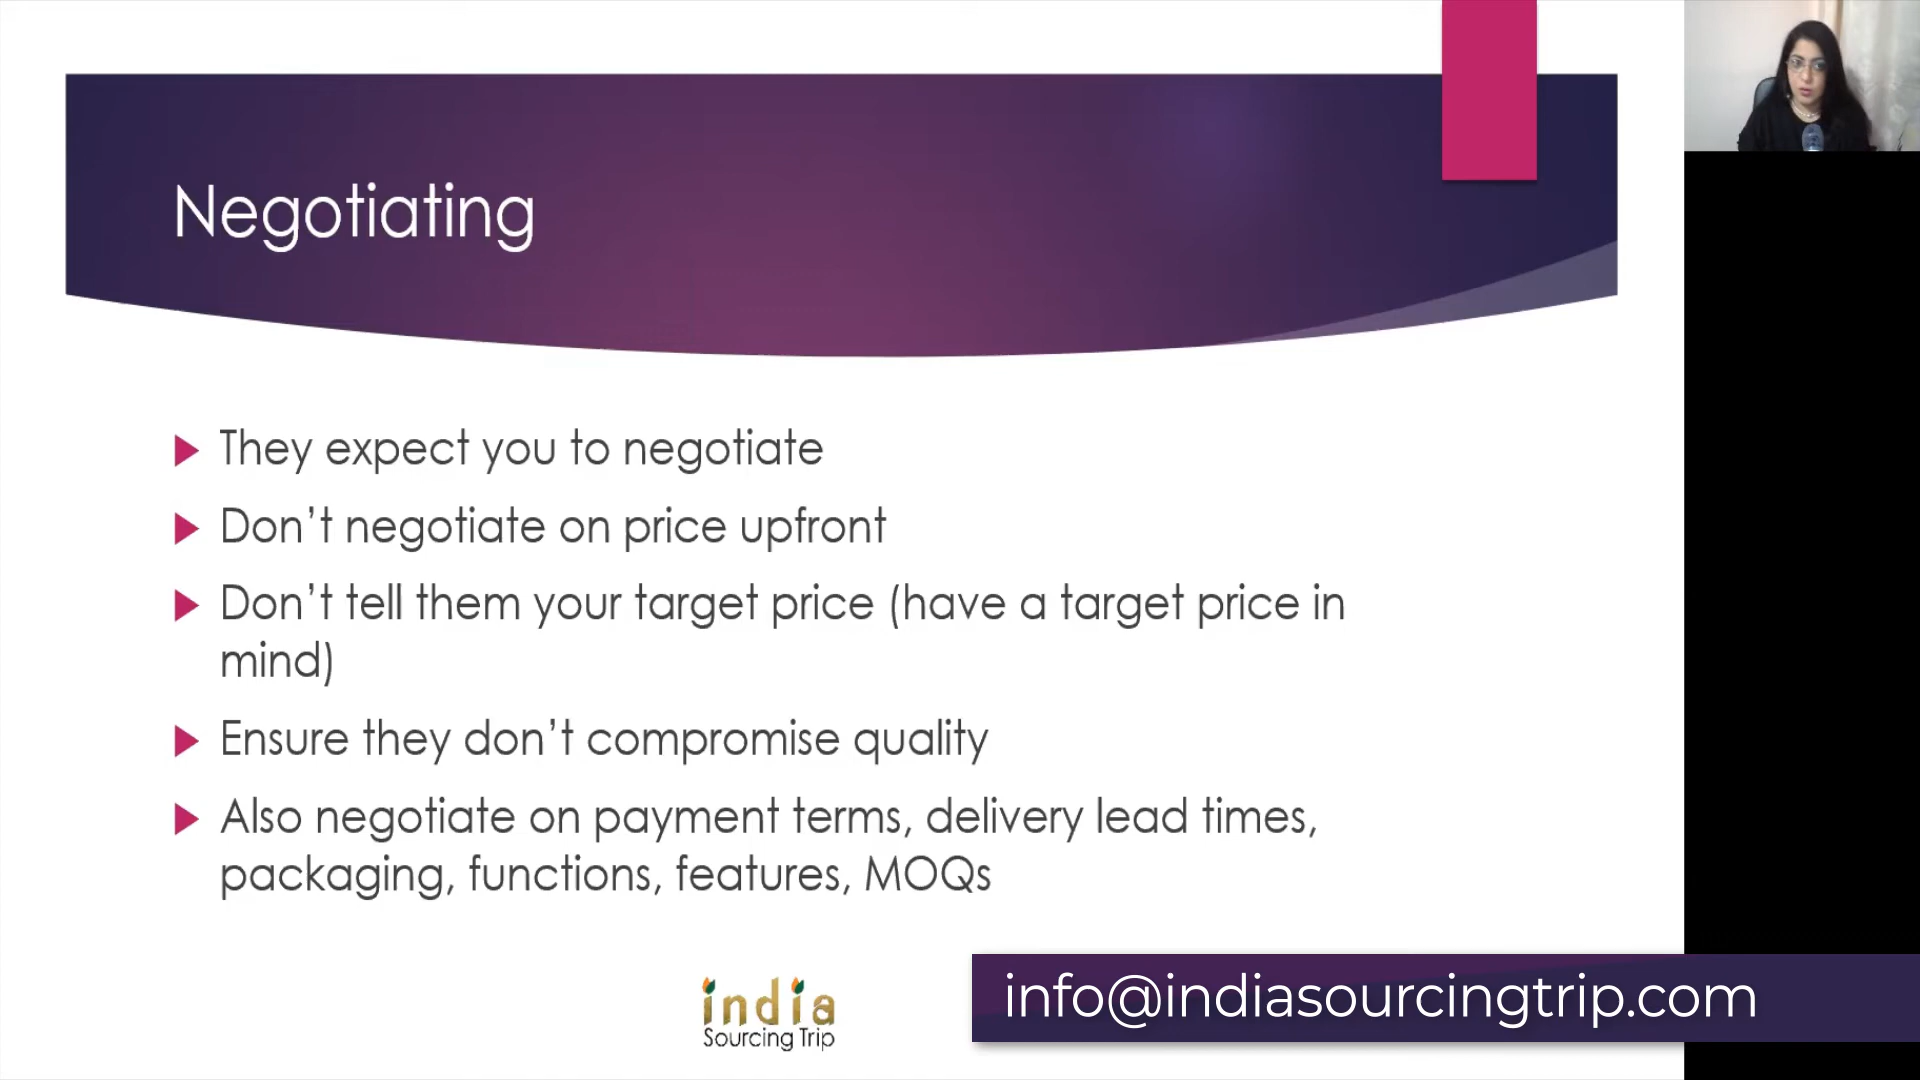 Negotiating
They expect you to negotiate
Don’t negotiate on price upfront
Don’t tell them your target price (have a target price in
mind)
Ensure they don’t compromise quality
Also negotiate on payment terms, delivery lead times,
packaging, functions, features, MOQs
india
Sourcing Trip
info@indiasourcingtrip.com